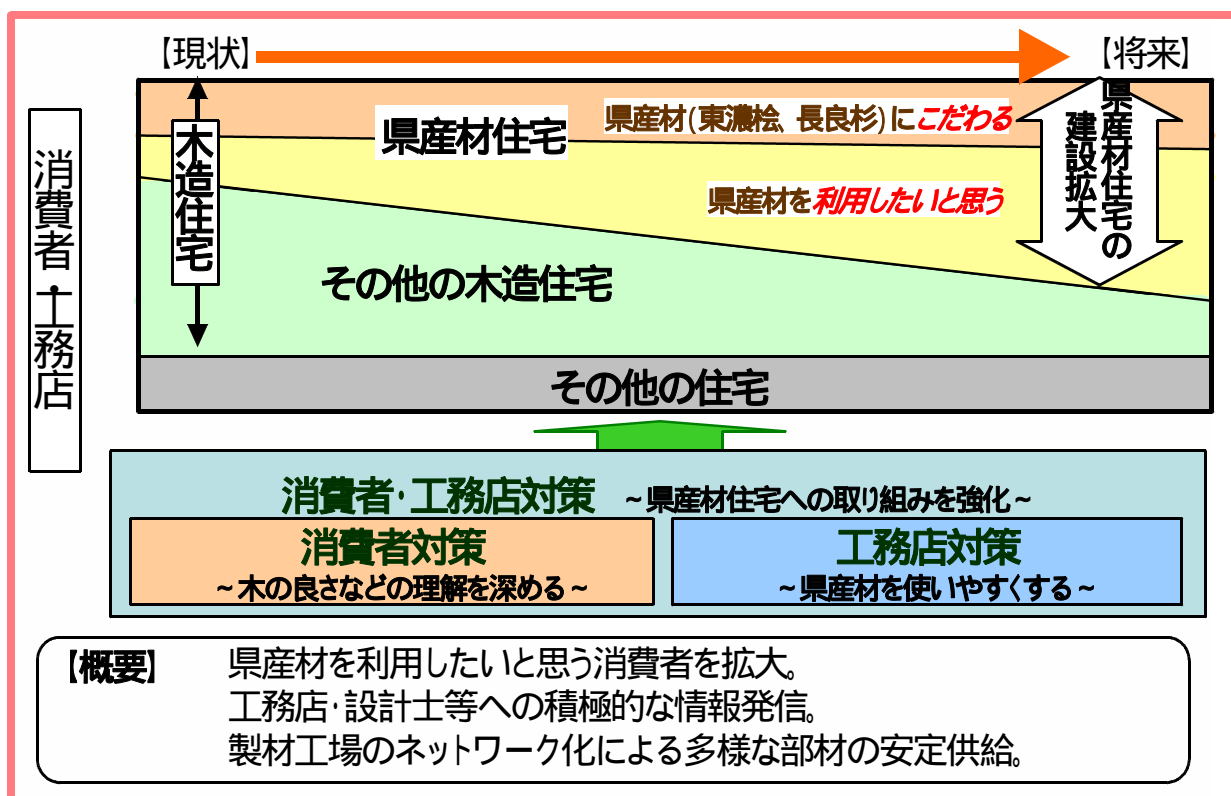 【現状】
【将来】
消費者・工務店
木造住宅
県産材住宅
県産材(東濃桧、長良杉)にこだわる
県産材を利用したいと思う
県産材住宅の
建設拡大
その他の木造住宅
その他の住宅
消費者・工務店対策 ~県産材住宅への取り組みを強化~
消費者対策
~木の良さなどの理解を深める~
工務店対策
~県産材を使いやすくする~
【概要】 県産材を利用したいと思う消費者を拡大。
工務店・設計士等への積極的な情報発信。
製材工場のネットワーク化による多様な部材の安定供給。